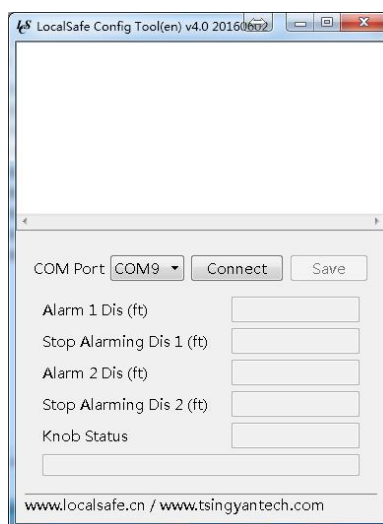 LocalSafe Config Tool(en) v4.0 20160602
COM Port COM9 Connect Save
Alarm 1 Dis (ft)
Stop Alarming Dis 1 (ft)
Alarm 2 Dis (ft)
Stop Alarming Dis 2 (ft)
Knob Status
www.localsafe.cn / www.tsingyantech.com